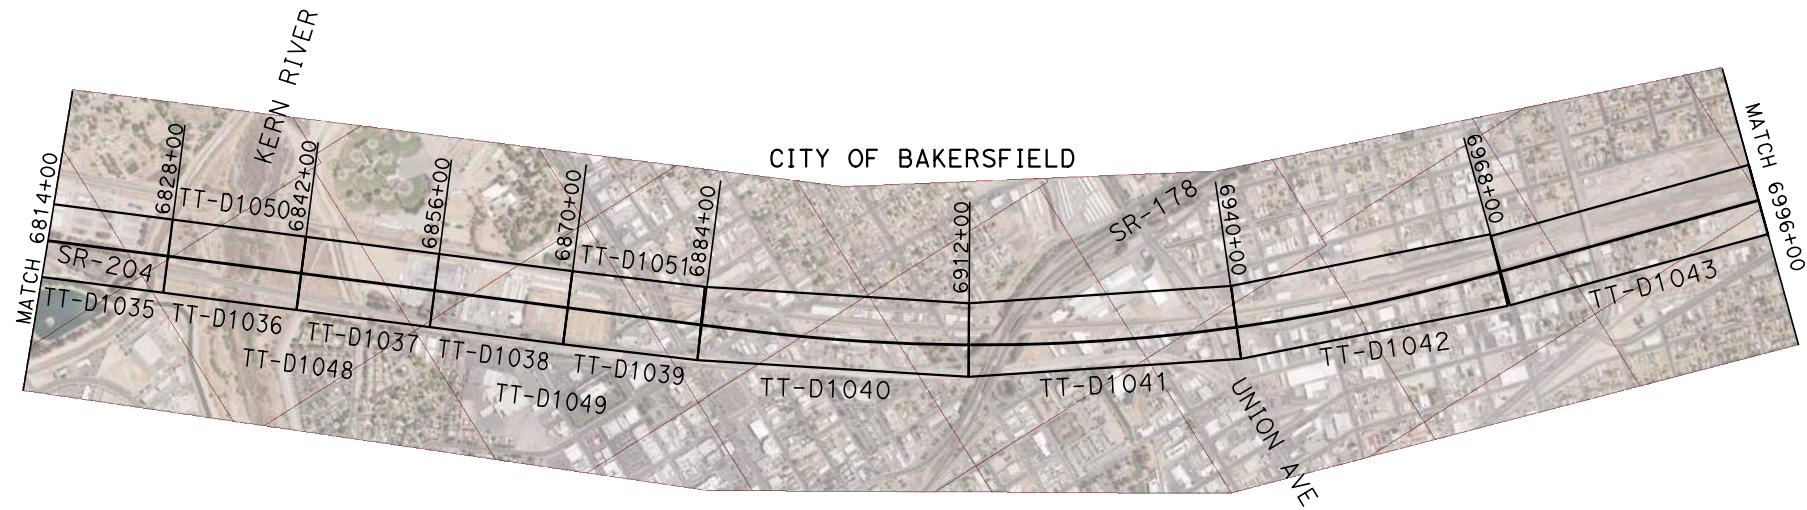 KERN RIVER
CITY OF BAKERSFIELD
SR-178
MATCH 6814+00
6828+00
6842+00
6856+00
6870+00
6884+00
6912+00
6940+00
6968+00
MATCH 6996+00
TT-D1050
TT-D1051
SR-204
TT-D1035
TT-D1036
TT-D1037
TT-D1038
TT-D1039
TT-D1040
TT-D1041
TT-D1042
TT-D1043
TT-D1048
TT-D1049
UNION AVE